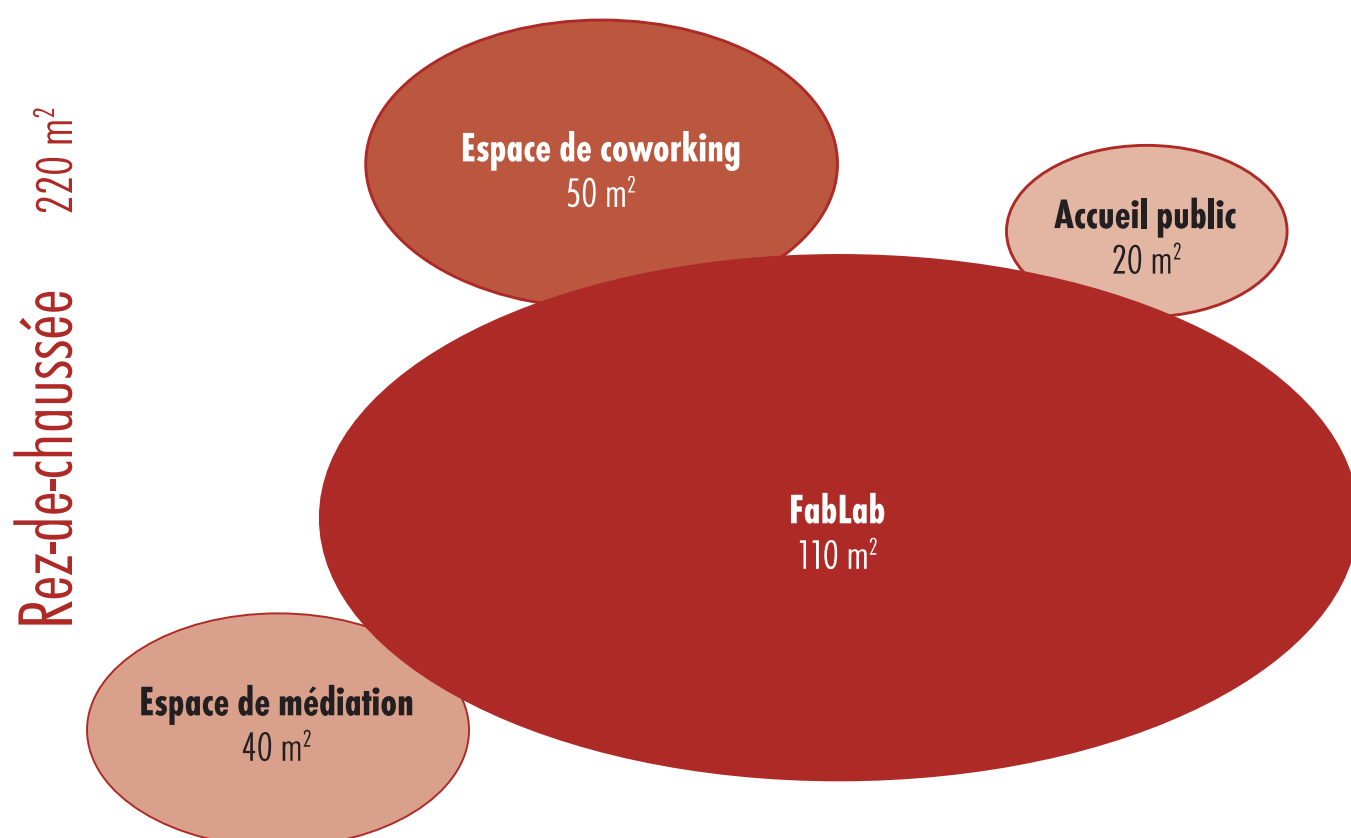 Rez-de-chaussée 220 m²
Espace de coworking
50 m²
Accueil public
20 m²
FabLab
110 m²
Espace de médiation
40 m²